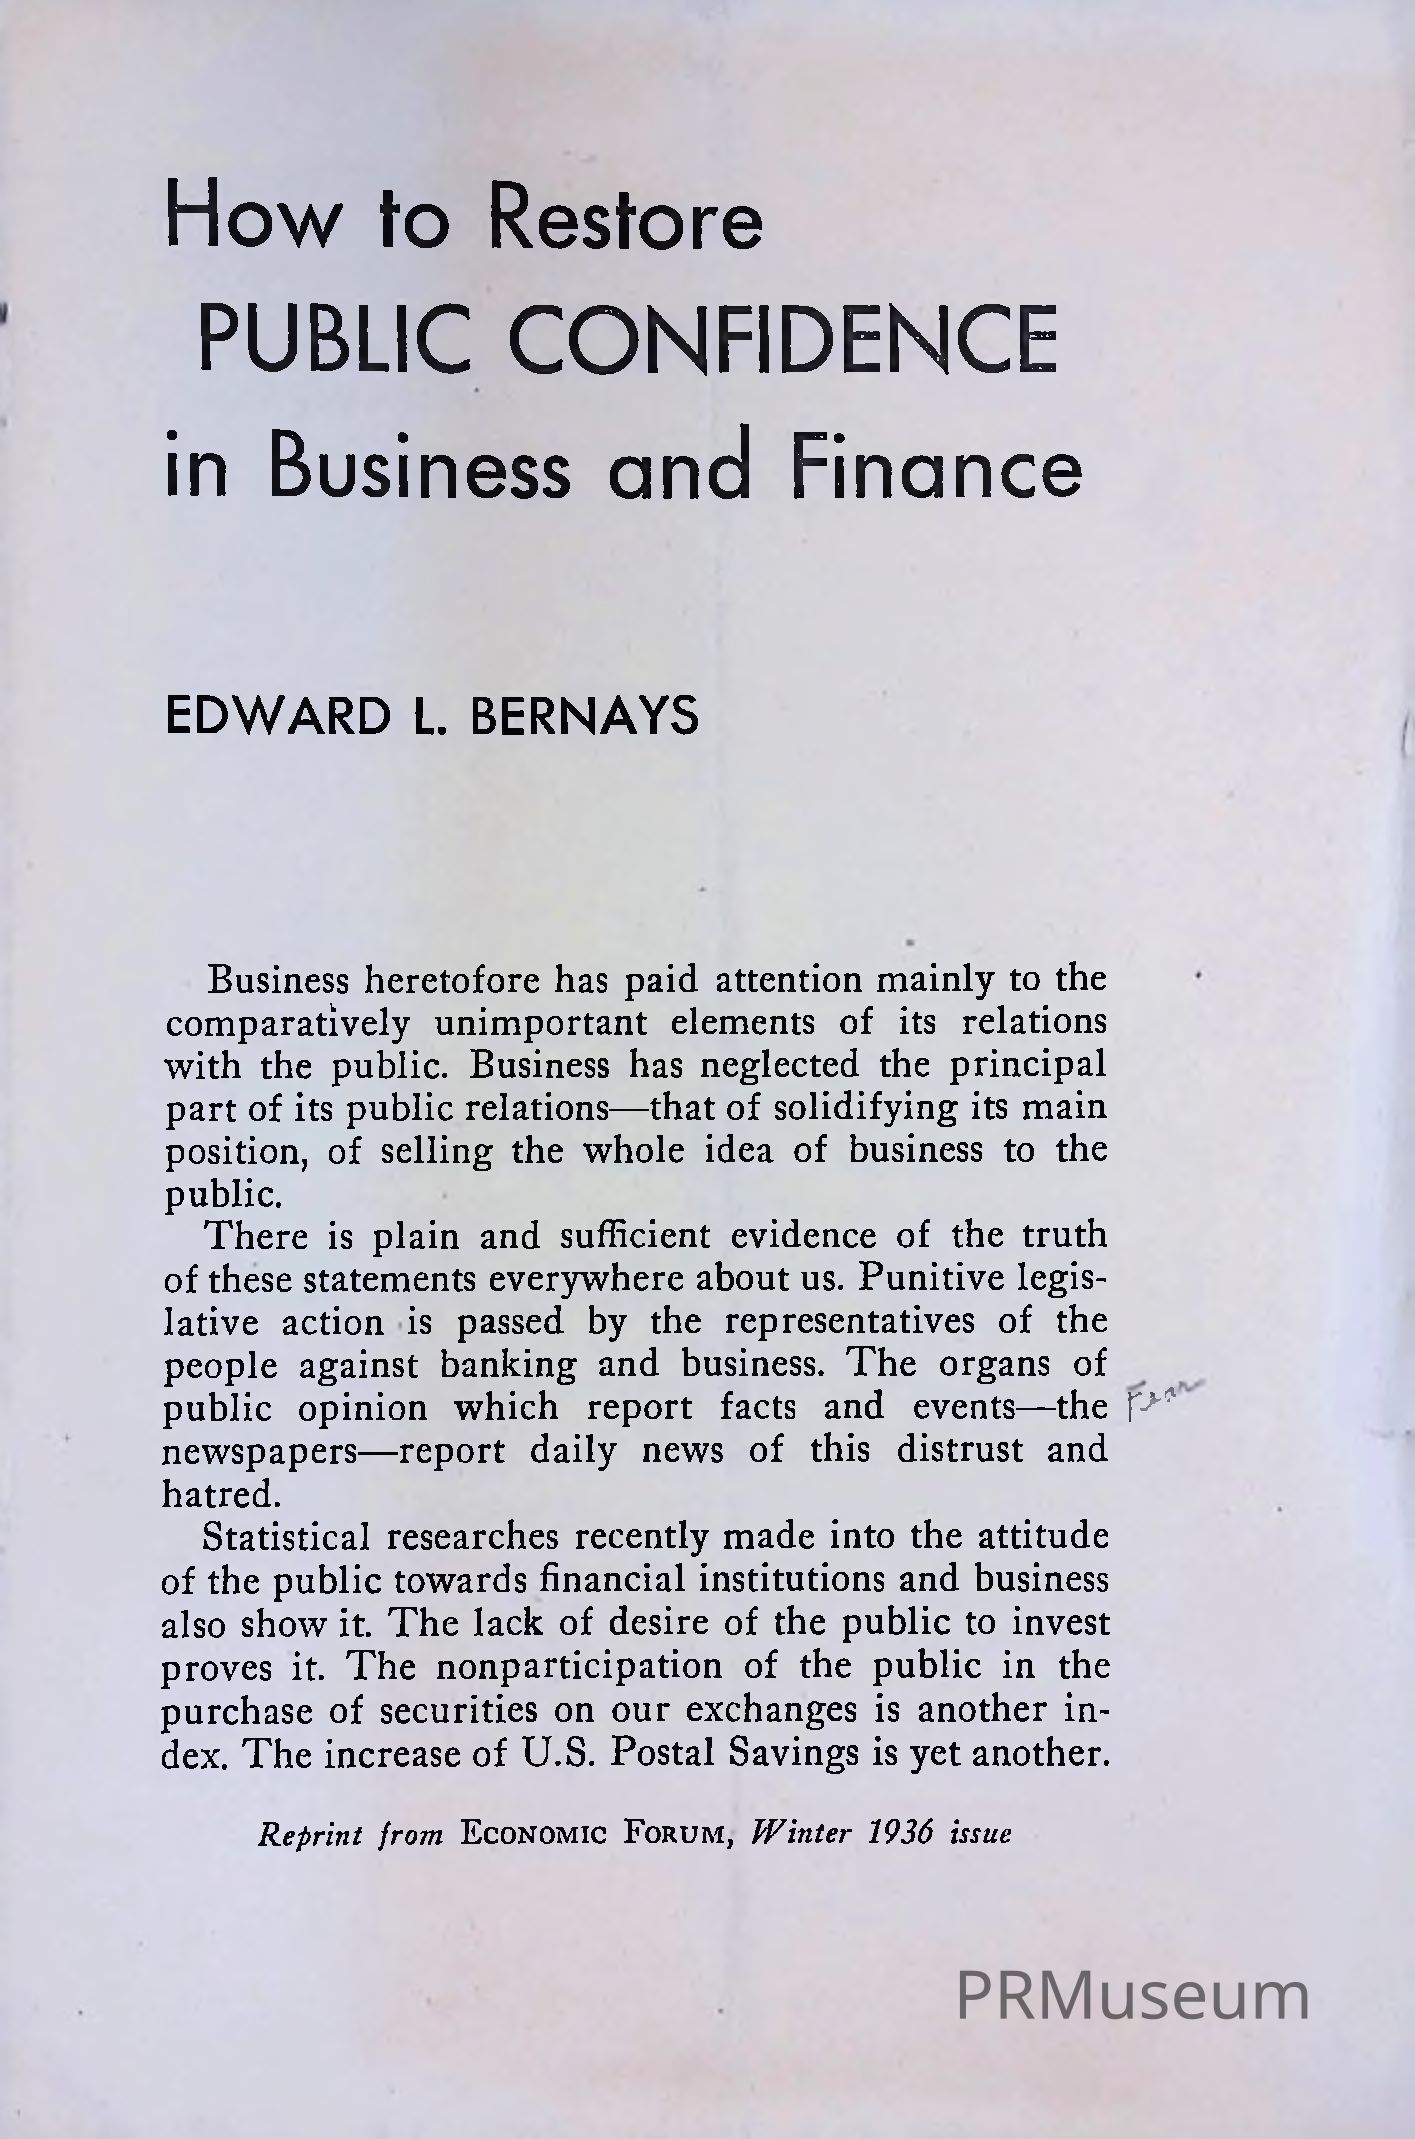 How to Restore
PUBLIC CONFIDENCE
in Business and Finance
EDWARD L. BERNAYS
Business heretofore has paid attention mainly to the
comparatively unimportant elements of its relations
with the public. Business has neglected the principal
part of its public relations—that of solidifying its main
position, of selling the whole idea of business to the
public.
There is plain and sufficient evidence of the truth
of these statements everywhere about us. Punitive legis-
lative action is passed by the representatives of the
people against banking and business. The organs of
public opinion which report facts and events—the
Fear
newspapers—report daily news of this distrust and
hatred.
Statistical researches recently made into the attitude
of the public towards financial institutions and business
also show it. The lack of desire of the public to invest
proves it. The nonparticipation of the public in the
purchase of securities on our exchanges is another in-
dex. The increase of U.S. Postal Savings is yet another.
Reprint from ECONOMIC FORUM, Winter 1936 issue
PRMuseum